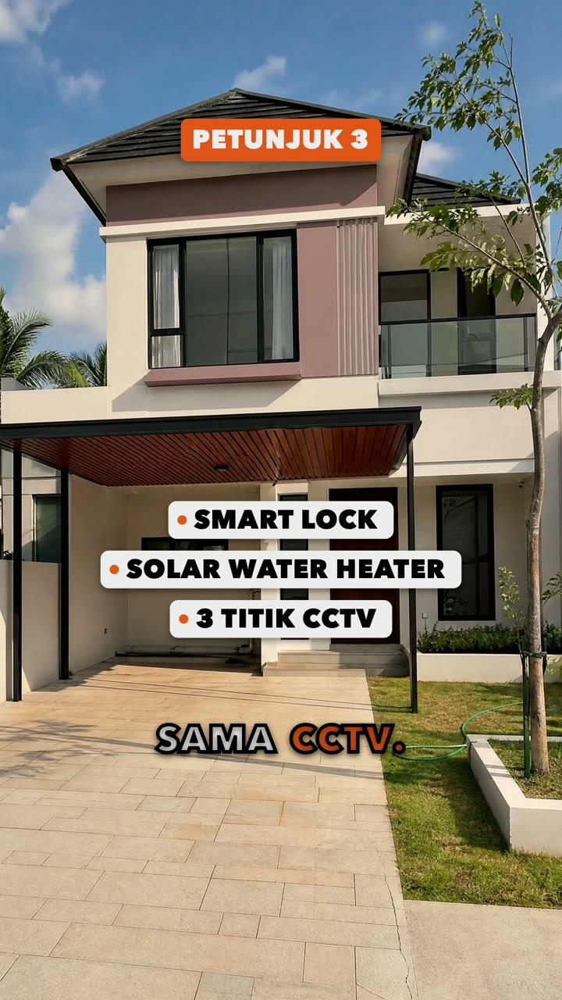 PETUNJUK 3
• SMART LOCK
• SOLAR WATER HEATER
• 3 TITIK CCTV
SAMA CCTV.